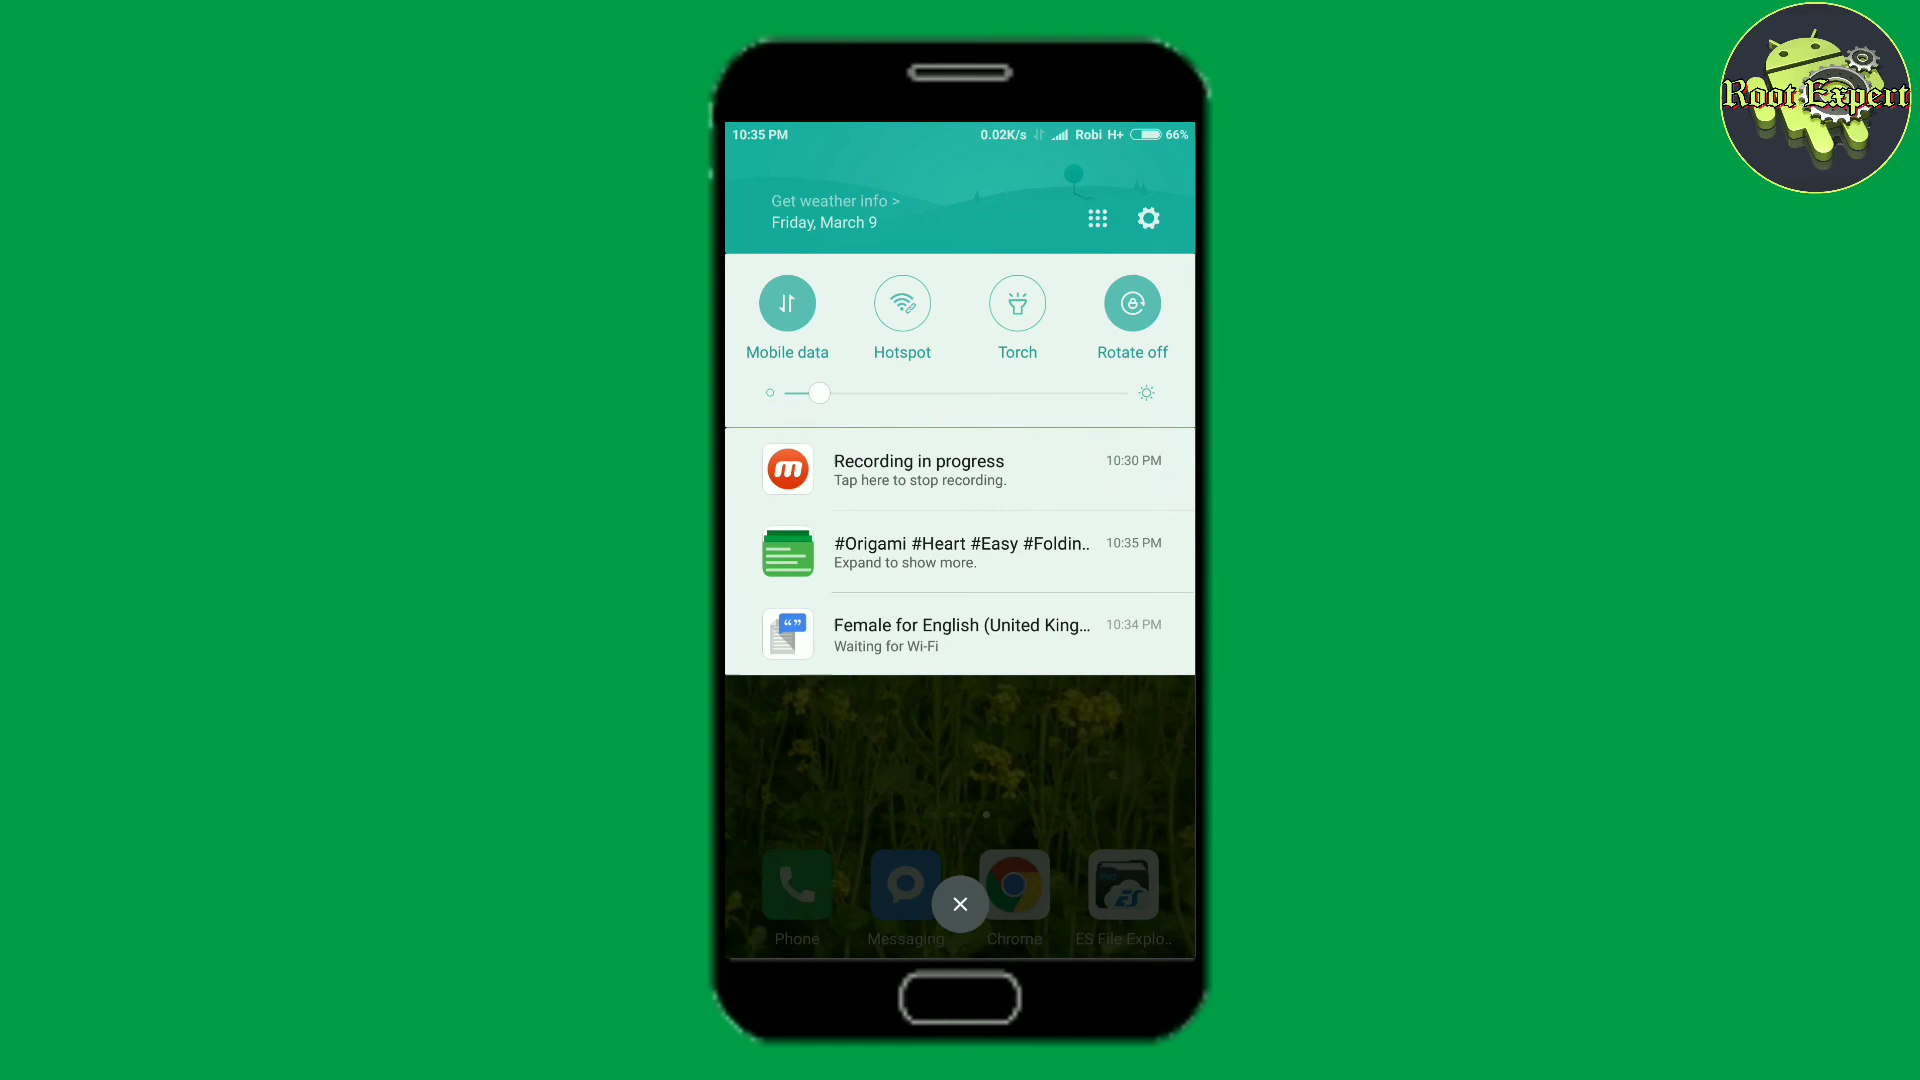 Root Expert
10:35 PM 0.02K/s Robi H+ 66%
Get weather info >
Friday, March 9
Mobile data Hotspot Torch Rotate off
Recording in progress 10:30 PM
Tap here to stop recording.
#Origami #Heart #Easy #Foldin.. 10:35 PM
Expand to show more.
Female for English (United King... 10:34 PM
Waiting for Wi-Fi
PRO
ES
Phone Messaging Chrome ES File Explo..